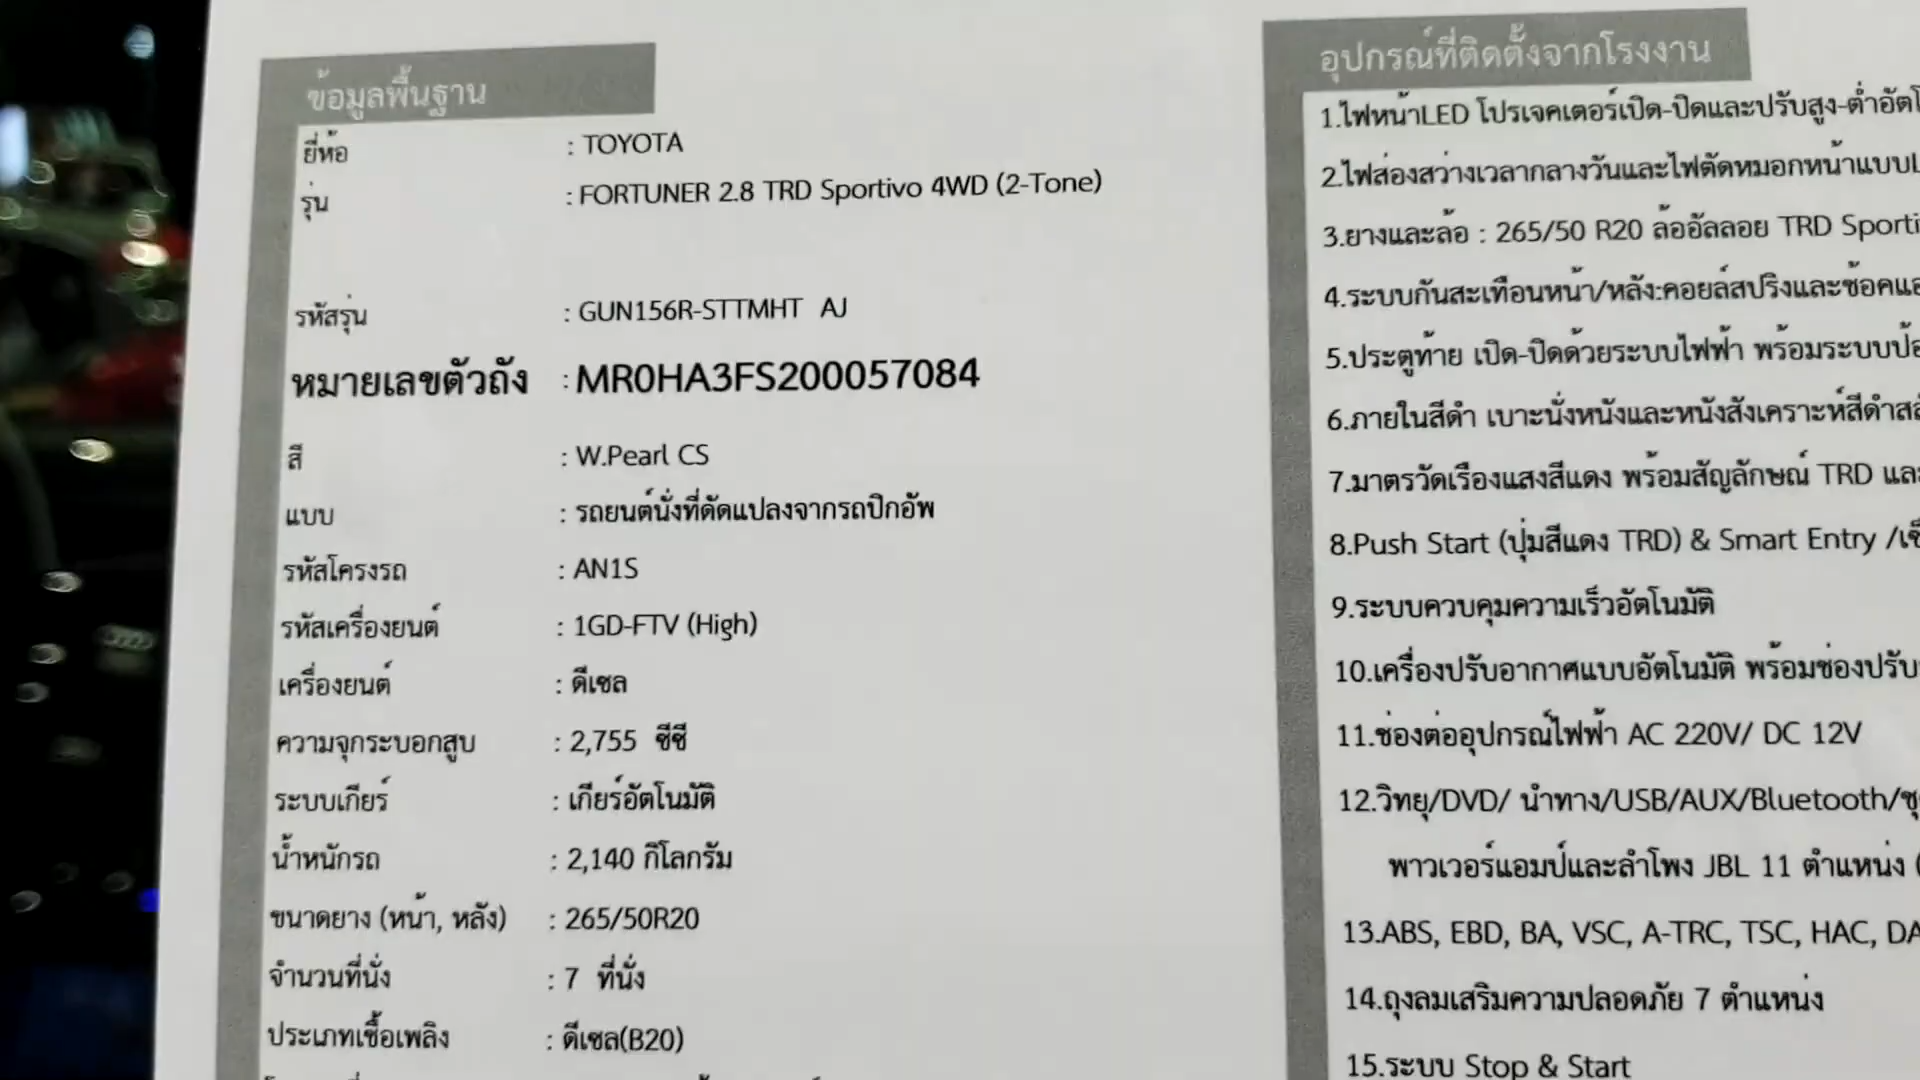 ข้อมูลพื้นฐาน
ยี่ห้อ : TOYOTA
รุ่น : FORTUNER 2.8 TRD Sportivo 4WD (2-Tone)
รหัสรุ่น : GUN156R-STTMHT AJ
หมายเลขตัวถัง : MR0HA3FS200057084
สี : W.Pearl CS
แบบ : รถยนต์นั่งที่ดัดแปลงจากรถปิกอัพ
รหัสโครงรถ : AN1S
รหัสเครื่องยนต์ : 1GD-FTV (High)
เครื่องยนต์ : ดีเซล
ความจุกระบอกสูบ : 2,755 ซีซี
ระบบเกียร์ : เกียร์อัตโนมัติ
น้ำหนักรถ : 2,140 กิโลกรัม
ขนาดยาง (หน้า, หลัง) : 265/50R20
จำนวนที่นั่ง : 7 ที่นั่ง
ประเภทเชื้อเพลิง : ดีเซล(B20)
อุปกรณ์ที่ติดตั้งจากโรงงาน
1.ไฟหน้าLED โปรเจคเตอร์เปิด-ปิดและปรับสูง-ต่ำอัตโ
2.ไฟส่องสว่างเวลากลางวันและไฟตัดหมอกหน้าแบบL
3.ยางและล้อ : 265/50 R20 ล้ออัลลอย TRD Sporti
4.ระบบกันสะเทือนหน้า/หลัง:คอยล์สปริงและช้อคแอ
5.ประตูท้าย เปิด-ปิดด้วยระบบไฟฟ้า พร้อมระบบป้อ
6.ภายในสีดำ เบาะนั่งหนังและหนังสังเคราะห์สีดำสลั
7.มาตรวัดเรืองแสงสีแดง พร้อมสัญลักษณ์ TRD และ
8.Push Start (ปุ่มสีแดง TRD) & Smart Entry /เซ็
9.ระบบควบคุมความเร็วอัตโนมัติ
10.เครื่องปรับอากาศแบบอัตโนมัติ พร้อมช่องปรับ
11.ช่องต่ออุปกรณ์ไฟฟ้า AC 220V/ DC 12V
12.วิทยุ/DVD/ นำทาง/USB/AUX/Bluetooth/ชุ
พาวเวอร์แอมป์และลำโพง JBL 11 ตำแหน่ง (
13.ABS, EBD, BA, VSC, A-TRC, TSC, HAC, DA
14.ถุงลมเสริมความปลอดภัย 7 ตำแหน่ง
15.ระบบ Stop & Start